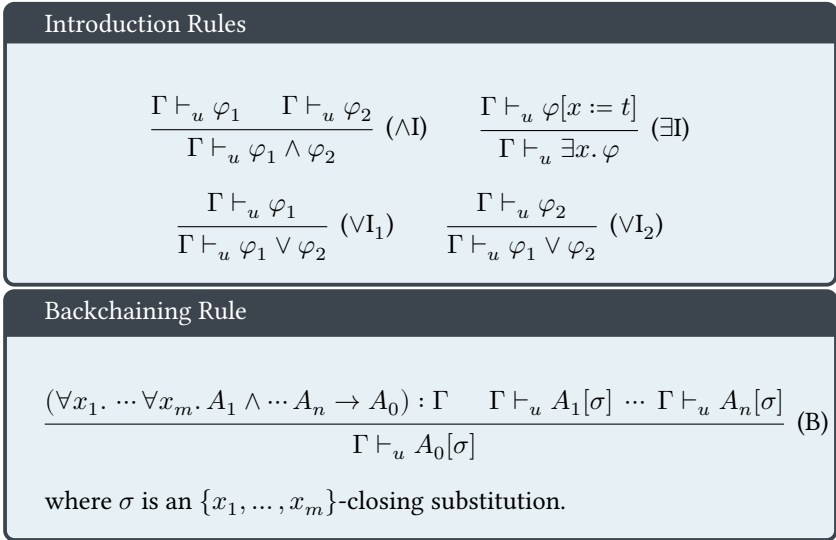 Introduction Rules
Γ ⊢ᵤ φ₁  Γ ⊢ᵤ φ₂
Γ ⊢ᵤ φ₁ ∧ φ₂
(∧I)
Γ ⊢ᵤ φ[x := t]
Γ ⊢ᵤ ∃x. φ
(∃I)
Γ ⊢ᵤ φ₁
Γ ⊢ᵤ φ₁ ∨ φ₂
(∨I₁)
Γ ⊢ᵤ φ₂
Γ ⊢ᵤ φ₁ ∨ φ₂
(∨I₂)
Backchaining Rule
(∀x₁. ⋯ ∀xₘ. A₁ ∧ ⋯ Aₙ → A₀) : Γ  Γ ⊢ᵤ A₁[σ] ⋯ Γ ⊢ᵤ Aₙ[σ]
Γ ⊢ᵤ A₀[σ]
(B)
where σ is an {x₁, … , xₘ}-closing substitution.